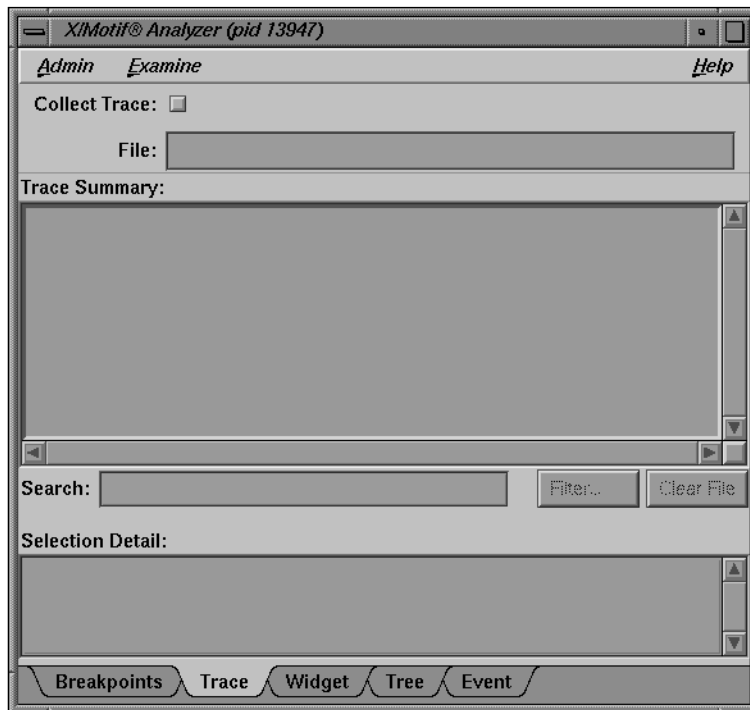 X/Motif® Analyzer (pid 13947)
Admin Examine Help
Collect Trace:
File:
Trace Summary:
Search: Filter... Clear File
Selection Detail:
Breakpoints Trace Widget Tree Event